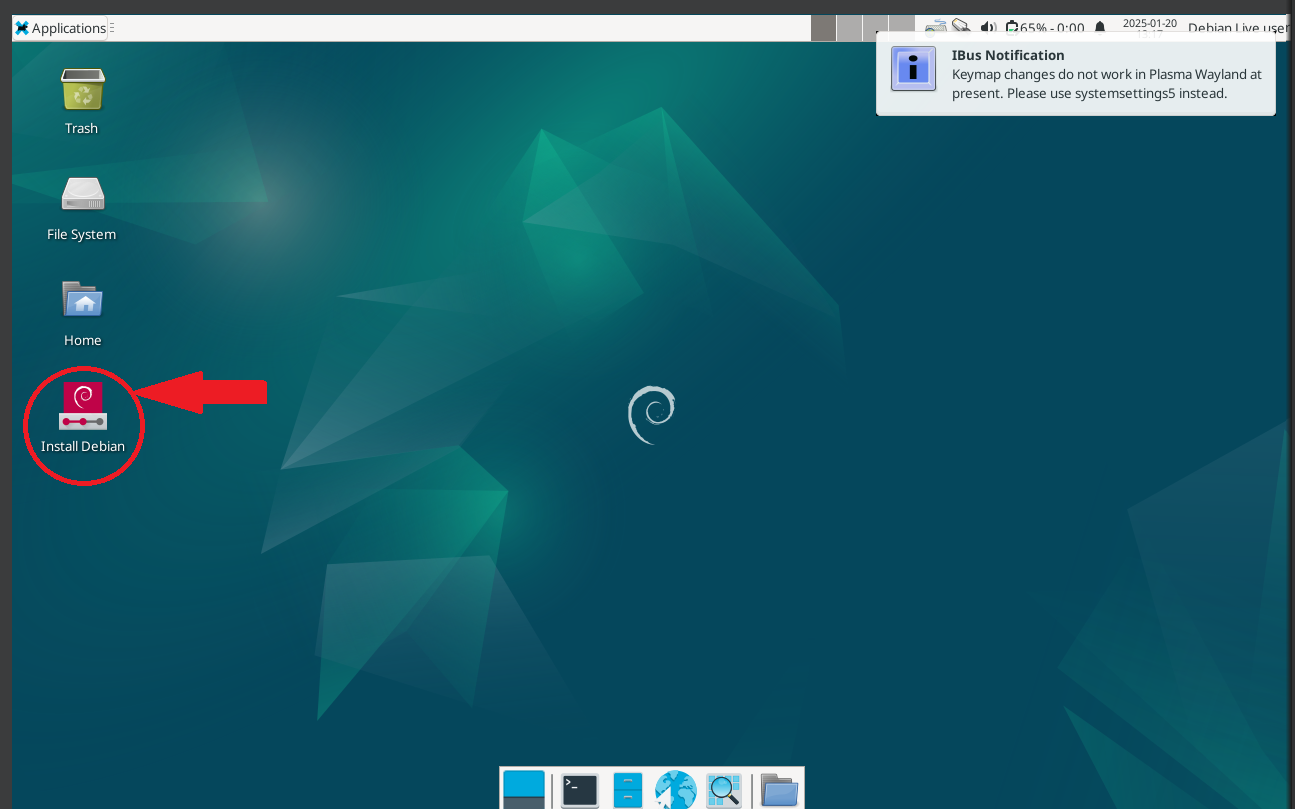 Applications
65% - 0:00
2025-01-20
Debian Live user
IBus Notification
Keymap changes do not work in Plasma Wayland at
present. Please use systemsettings5 instead.
Trash
File System
Home
Install Debian
>_